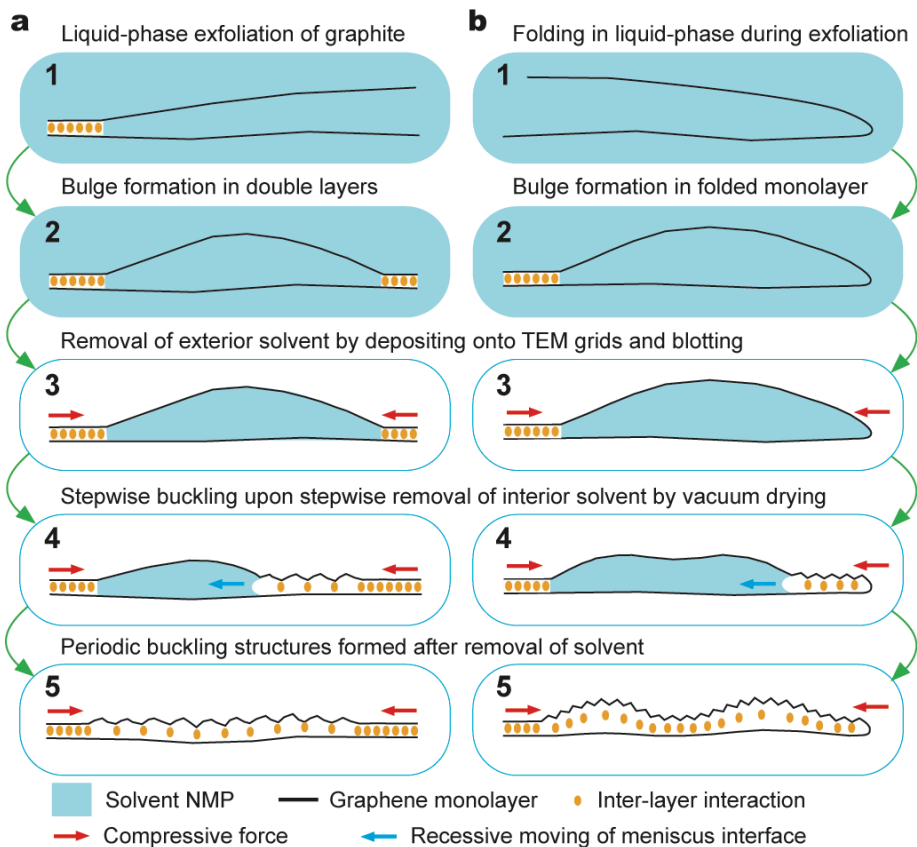 a
Liquid-phase exfoliation of graphite
1
b
Folding in liquid-phase during exfoliation
1
Bulge formation in double layers
2
Bulge formation in folded monolayer
2
Removal of exterior solvent by depositing onto TEM grids and blotting
3
3
Stepwise buckling upon stepwise removal of interior solvent by vacuum drying
4
4
Periodic buckling structures formed after removal of solvent
5
5
Solvent NMP
Graphene monolayer
Inter-layer interaction
Compressive force
Recessive moving of meniscus interface